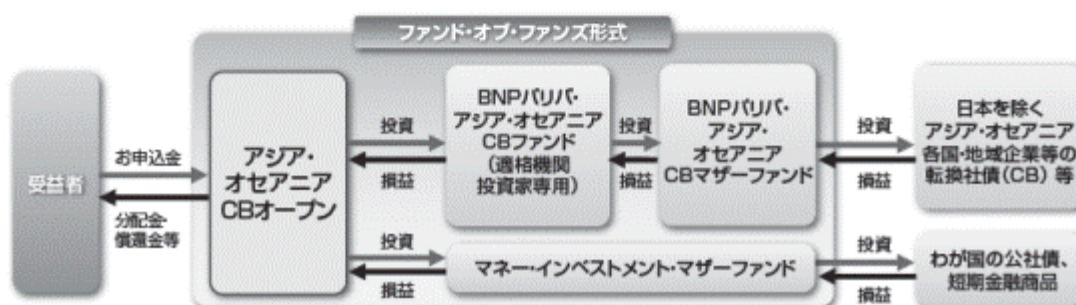 ファンド・オブ・ファンズ形式
受益者
お申込金
分配金・
償還金等
アジア・
オセアニア
CBオープン
投資
損益
BNPパリバ・
アジア・オセアニア
CBファンド
(適格機関
投資家専用)
投資
損益
BNPパリバ・
アジア・
オセアニア
CBマザーファンド
投資
損益
日本を除く
アジア・オセアニア
各国・地域企業等の
転換社債(CB)等
投資
損益
マネー・インベストメント・マザーファンド
投資
損益
わが国の公社債、
短期金融商品